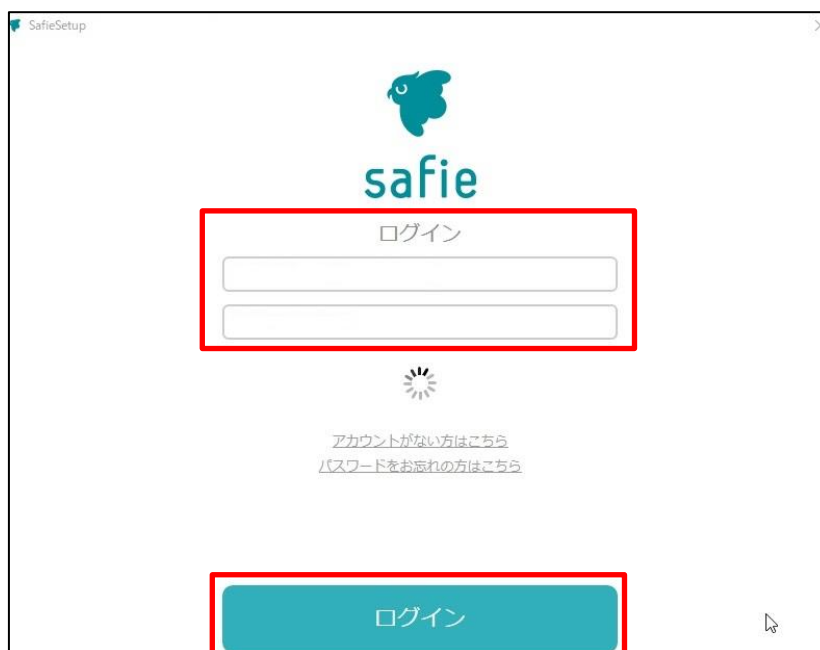 SafieSetup
safie
ログイン
アカウントがない方はこちら
パスワードをお忘れの方はこちら
ログイン